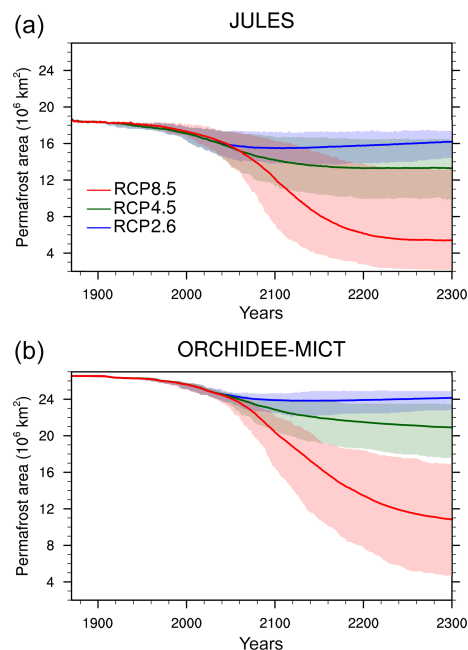 (a)
JULES
Permafrost area (10⁶ km²)
24
20
16
12
8
4
RCP8.5
RCP4.5
RCP2.6
1900
2000
2100
2200
2300
Years
(b)
ORCHIDEE-MICT
Permafrost area (10⁶ km²)
24
20
16
12
8
4
1900
2000
2100
2200
2300
Years